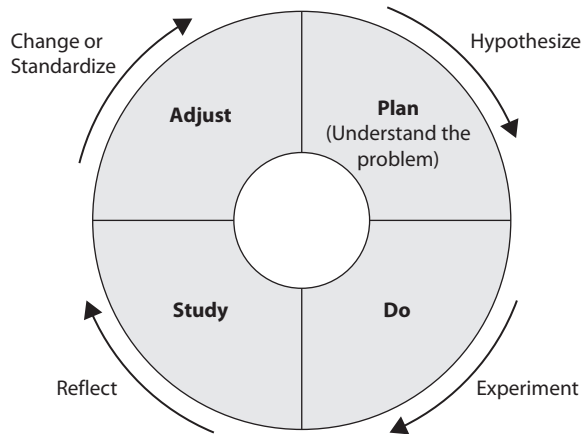 Change or
Standardize
Hypothesize
Adjust
Plan
(Understand the
problem)
Study
Do
Reflect
Experiment